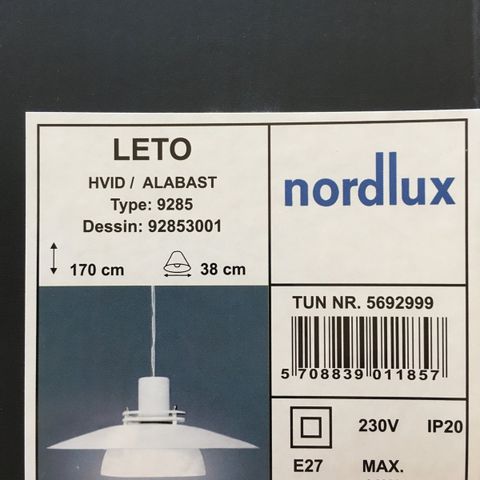 LETO
HVID / ALABAST
Type: 9285
Dessin: 92853001
170 cm 38 cm
nordlux
TUN NR. 5692999
5 708839 011857
230V IP20
E27 MAX.